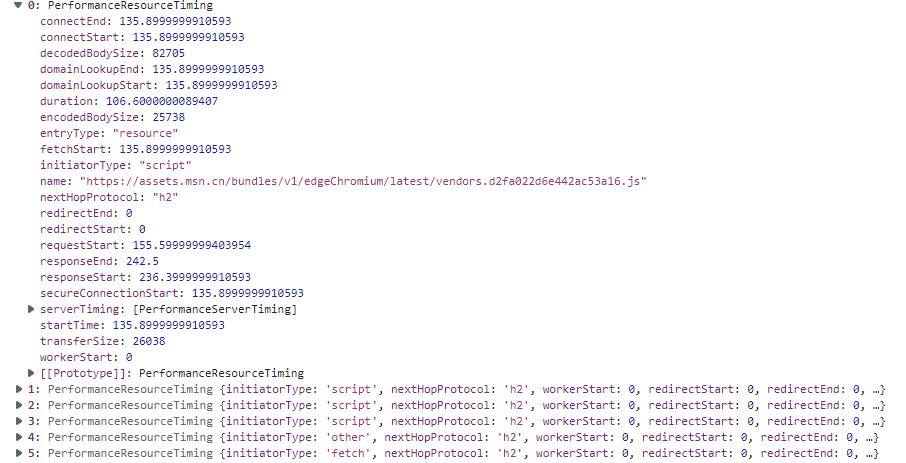 ▼ 0: PerformanceResourceTiming
connectEnd: 135.8999999910593
connectStart: 135.8999999910593
decodedBodySize: 82705
domainLookupEnd: 135.8999999910593
domainLookupStart: 135.8999999910593
duration: 106.6000000089407
encodedBodySize: 25738
entryType: "resource"
fetchStart: 135.8999999910593
initiatorType: "script"
name: "https://assets.msn.cn/bundles/v1/edgeChromium/latest/vendors.d2fa022d6e442ac53a16.js"
nextHopProtocol: "h2"
redirectEnd: 0
redirectStart: 0
requestStart: 155.59999999403954
responseEnd: 242.5
responseStart: 236.3999999910593
secureConnectionStart: 135.8999999910593
▶ serverTiming: [PerformanceServerTiming]
startTime: 135.8999999910593
transferSize: 26038
workerStart: 0
▶ [[Prototype]]: PerformanceResourceTiming
▶ 1: PerformanceResourceTiming {initiatorType: 'script', nextHopProtocol: 'h2', workerStart: 0, redirectStart: 0, redirectEnd: 0, …}
▶ 2: PerformanceResourceTiming {initiatorType: 'script', nextHopProtocol: 'h2', workerStart: 0, redirectStart: 0, redirectEnd: 0, …}
▶ 3: PerformanceResourceTiming {initiatorType: 'script', nextHopProtocol: 'h2', workerStart: 0, redirectStart: 0, redirectEnd: 0, …}
▶ 4: PerformanceResourceTiming {initiatorType: 'other', nextHopProtocol: 'h2', workerStart: 0, redirectStart: 0, redirectEnd: 0, …}
▶ 5: PerformanceResourceTiming {initiatorType: 'fetch', nextHopProtocol: 'h2', workerStart: 0, redirectStart: 0, redirectEnd: 0, …}